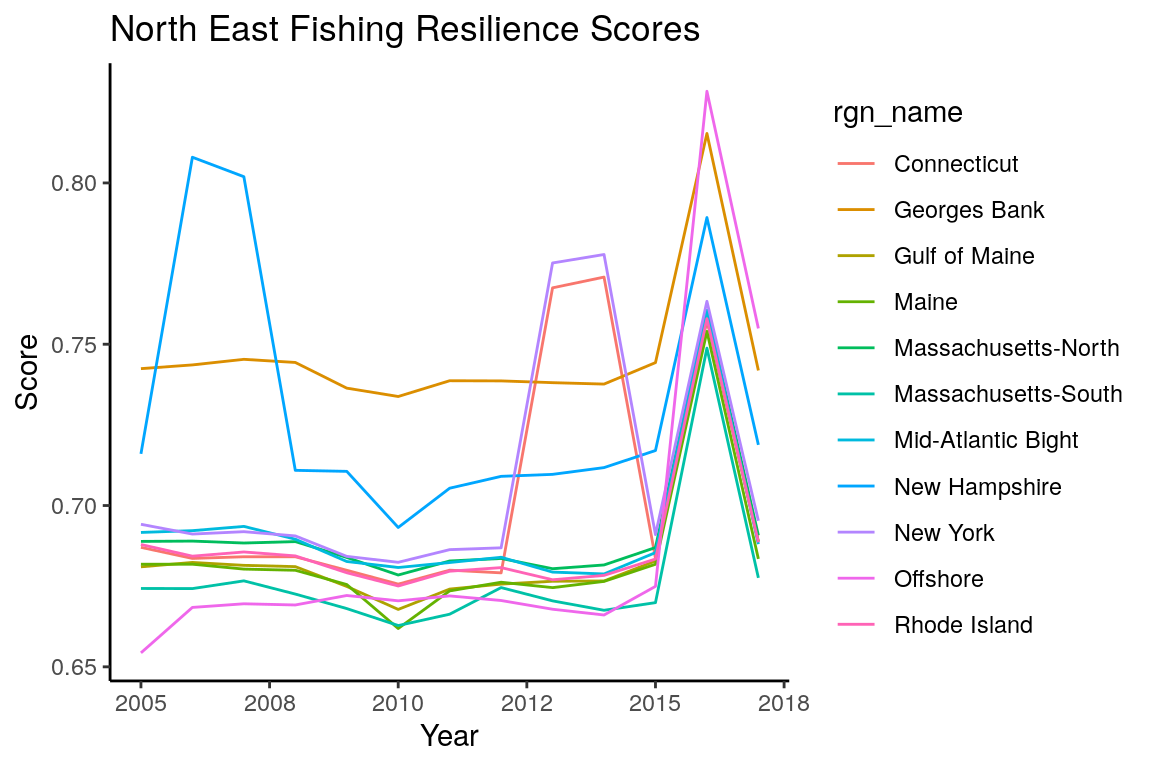 North East Fishing Resilience Scores
rgn_name
Connecticut
Georges Bank
Gulf of Maine
Maine
Massachusetts-North
Massachusetts-South
Mid-Atlantic Bight
New Hampshire
New York
Offshore
Rhode Island
Score
0.80
0.75
0.70
0.65
2005 2008 2010 2012 2015 2018
Year